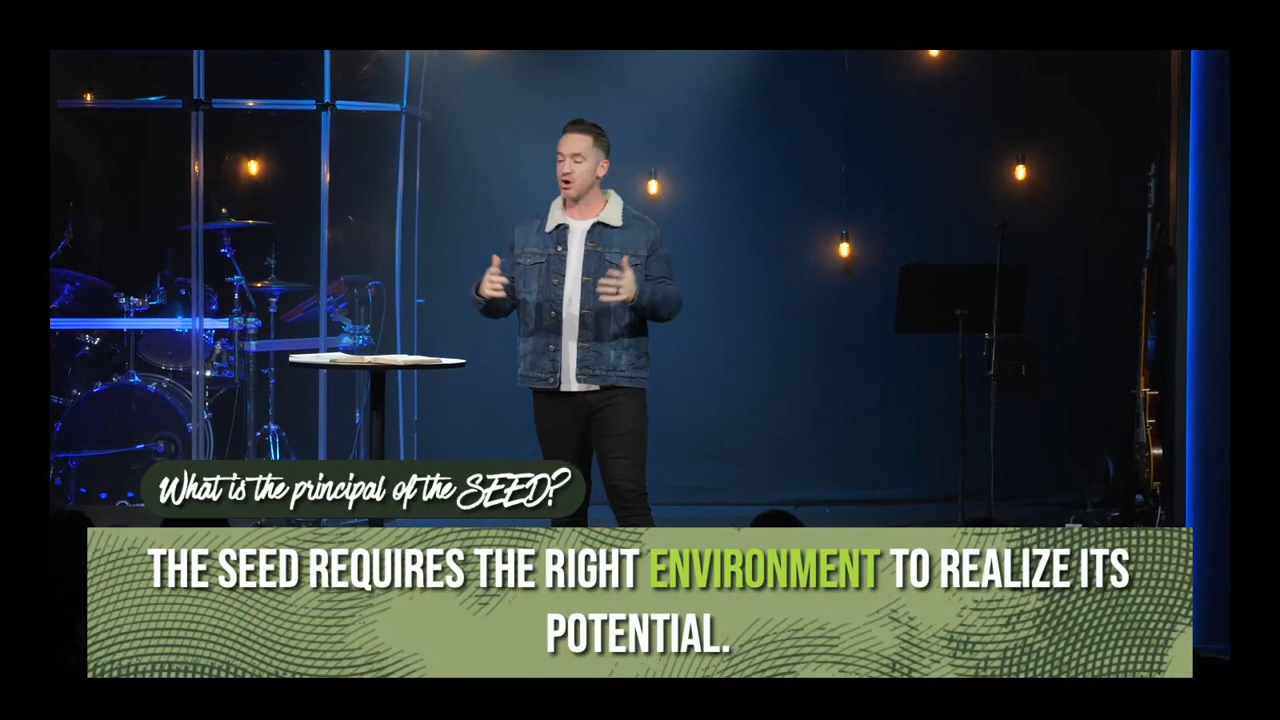 What is the principal of the SEED?
THE SEED REQUIRES THE RIGHT ENVIRONMENT TO REALIZE ITS
POTENTIAL.